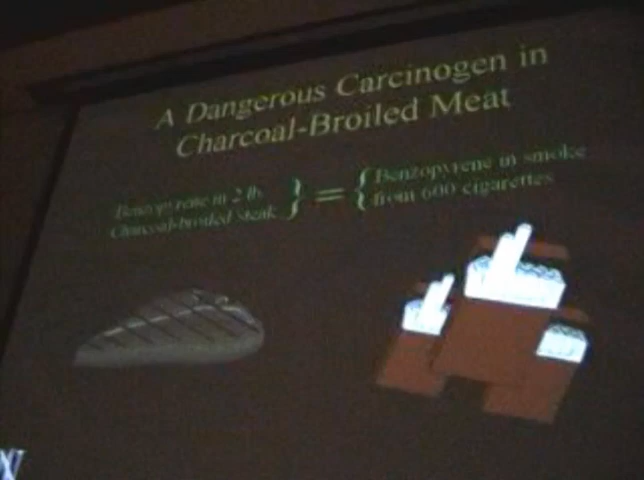 A Dangerous Carcinogen in
Charcoal-Broiled Meat
Benzopyrene in 2 lb.
Charcoal-broiled Steak
} = {
Benzopyrene in smoke
from 600 cigarettes